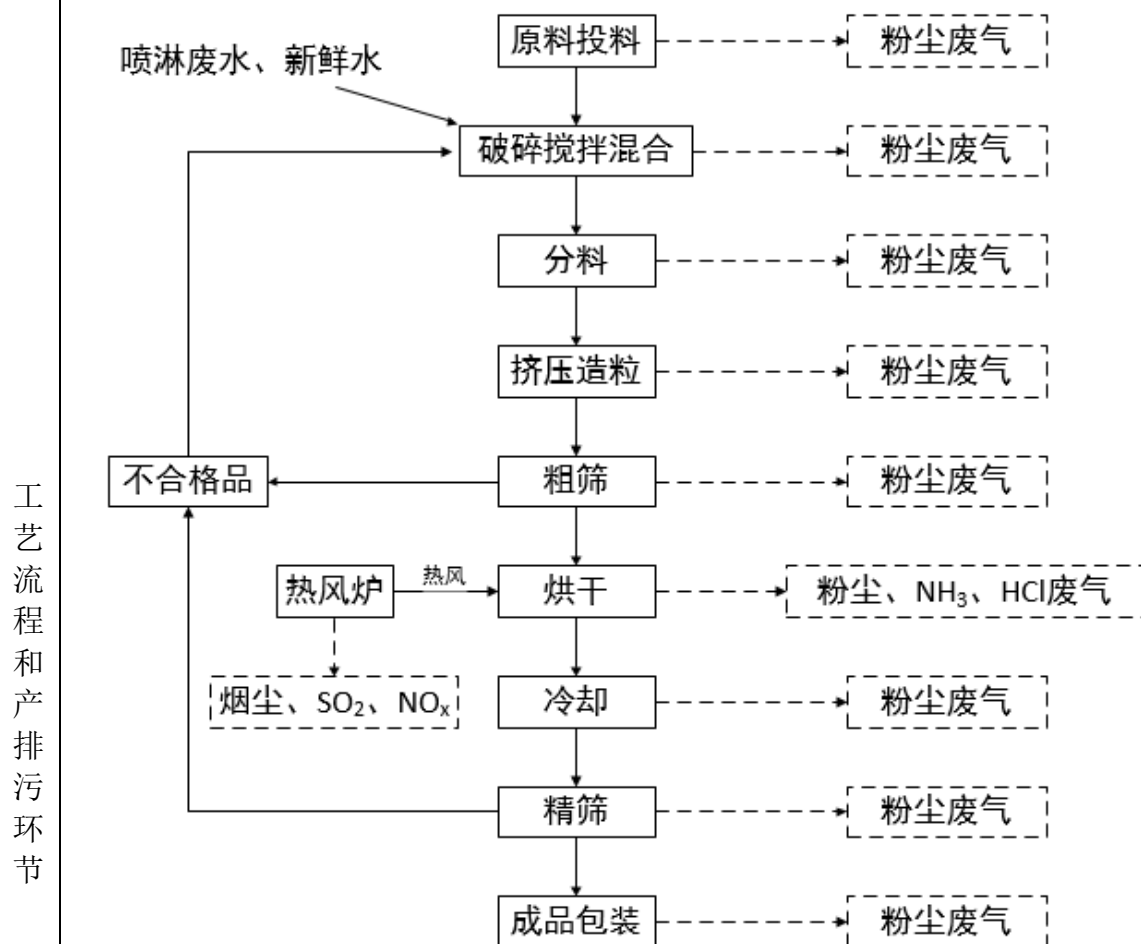 原料投料
粉尘废气
喷淋废水、新鲜水
破碎搅拌混合
粉尘废气
分料
粉尘废气
挤压造粒
粉尘废气
不合格品
粗筛
粉尘废气
热风炉
热风
烘干
粉尘、NH₃、HCl废气
烟尘、SO₂、NOₓ
冷却
粉尘废气
精筛
粉尘废气
成品包装
粉尘废气
工艺流程和产排污环节